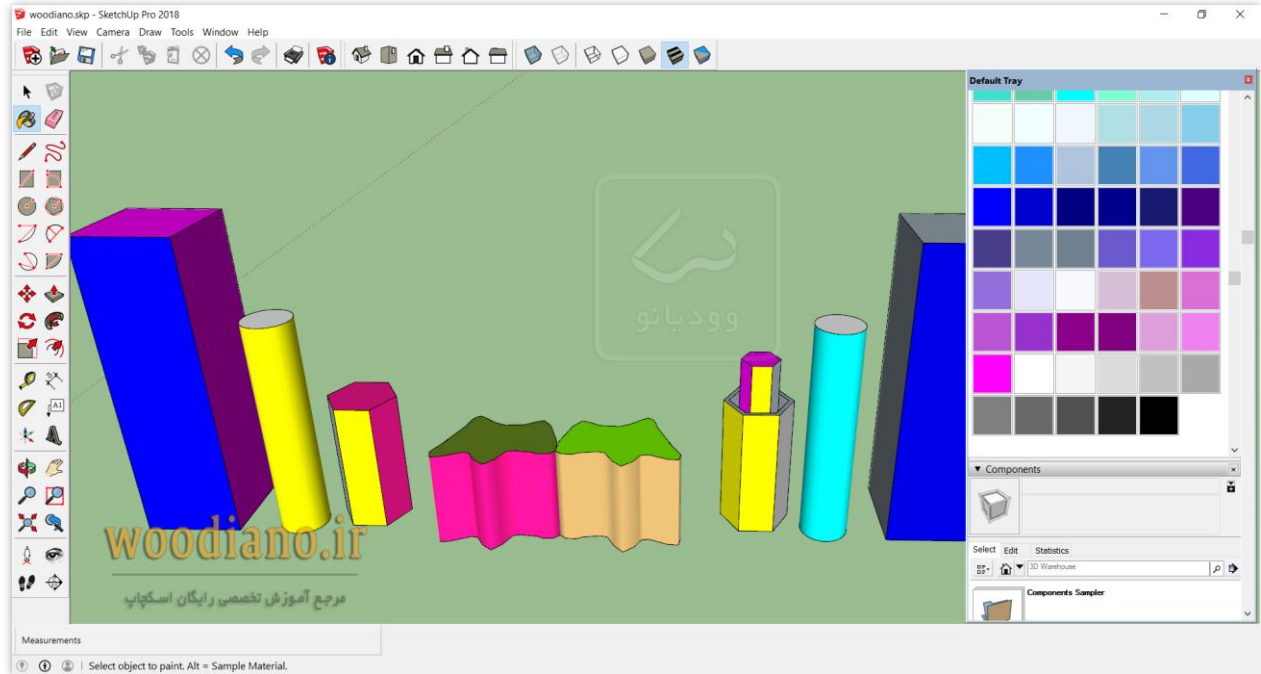 woodiano.skp - SketchUp Pro 2018
File Edit View Camera Draw Tools Window Help
Default Tray
A1
وودیانو
Components
Select Edit Statistics
3D Warehouse
Components Sampler
woodiano.ir
مرجع آموزش تخصصی رایگان اسکچاپ
Measurements
Select object to paint. Alt = Sample Material.